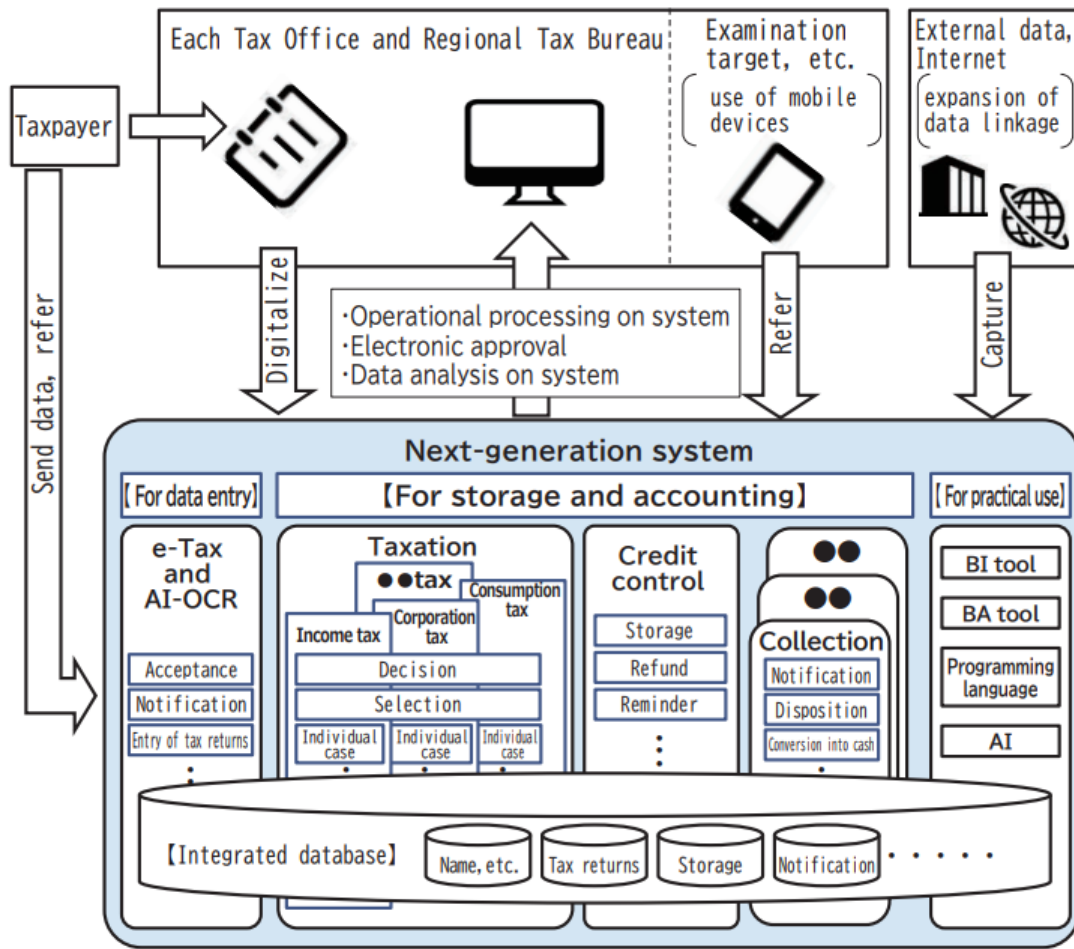 Each Tax Office and Regional Tax Bureau
Examination
target, etc.
use of mobile
devices
External data,
Internet
expansion of
data linkage
Taxpayer
Send data, refer
Digitalize
・Operational processing on system
・Electronic approval
・Data analysis on system
Refer
Capture
Next-generation system
【For data entry】
【For storage and accounting】
【For practical use】
e-Tax
and
AI-OCR
Acceptance
Notification
Entry of tax returns
⋮
Taxation
●●tax
Consumption
tax
Corporation
tax
Income tax
Decision
Selection
Individual
case
Individual
case
Individual
case
Credit
control
Storage
Refund
Reminder
⋮
●●
●●
Collection
Notification
Disposition
Conversion into cash
BI tool
BA tool
Programming
language
AI
【Integrated database】
Name, etc.
Tax returns
Storage
Notification
・・・・・